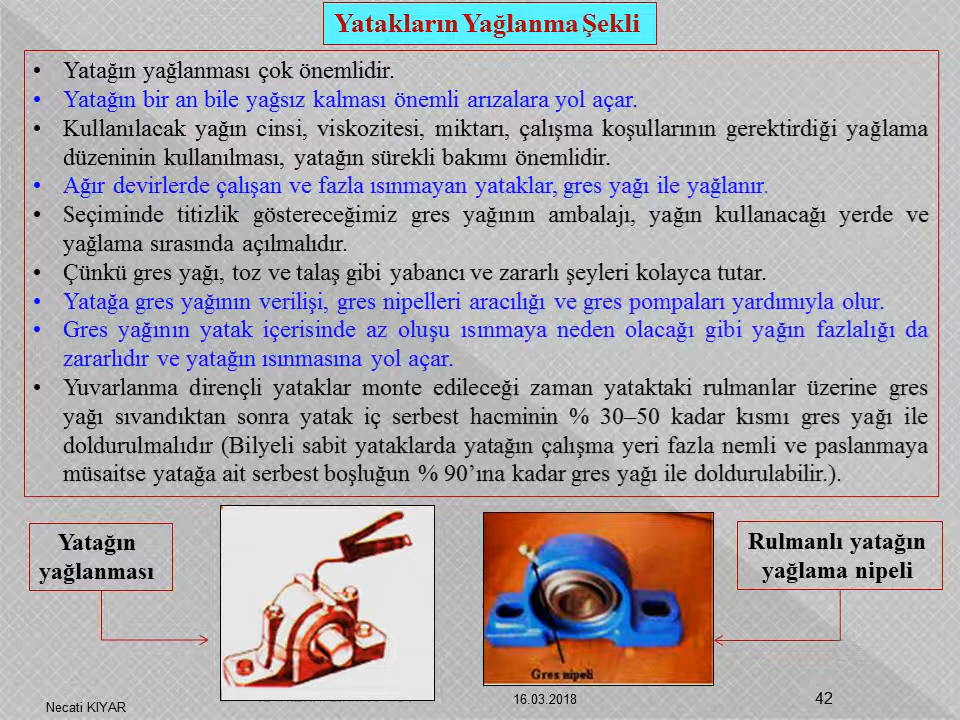 Yatakların Yağlanma Şekli
• Yatağın yağlanması çok önemlidir.
• Yatağın bir an bile yağsız kalması önemli arızalara yol açar.
• Kullanılacak yağın cinsi, viskozitesi, miktarı, çalışma koşullarının gerektirdiği yağlama
düzeninin kullanılması, yatağın sürekli bakımı önemlidir.
• Ağır devirlerde çalışan ve fazla ısınmayan yataklar, gres yağı ile yağlanır.
• Seçiminde titizlik göstereceğimiz gres yağının ambalajı, yağın kullanacağı yerde ve
yağlama sırasında açılmalıdır.
• Çünkü gres yağı, toz ve talaş gibi yabancı ve zararlı şeyleri kolayca tutar.
• Yatağa gres yağının verilişi, gres nipelleri aracılığı ve gres pompaları yardımıyla olur.
• Gres yağının yatak içerisinde az oluşu ısınmaya neden olacağı gibi yağın fazlalığı da
zararlıdır ve yatağın ısınmasına yol açar.
• Yuvarlanma dirençli yataklar monte edileceği zaman yataktaki rulmanlar üzerine gres
yağı sıvandıktan sonra yatak iç serbest hacminin % 30–50 kadar kısmı gres yağı ile
doldurulmalıdır (Bilyeli sabit yataklarda yatağın çalışma yeri fazla nemli ve paslanmaya
müsaitse yatağa ait serbest boşluğun % 90’ına kadar gres yağı ile doldurulabilir.).
Yatağın
yağlanması
Rulmanlı yatağın
yağlama nipeli
Gres nipeli
Necati KIYAR
16.03.2018
42